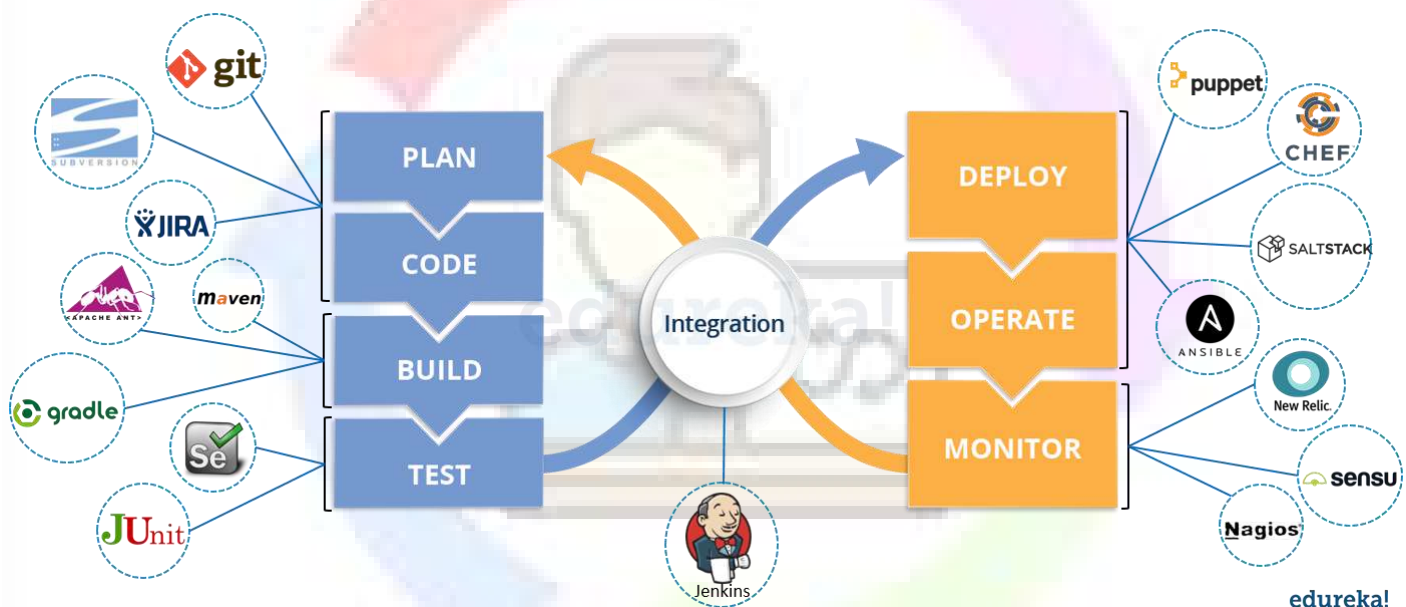 git
SUBVERSION
JIRA
<APACHE ANT>
maven
gradle
Se
JUnit
PLAN
CODE
BUILD
TEST
edureka!
Integration
Jenkins
DEPLOY
OPERATE
MONITOR
puppet
CHEF
SALTSTACK
A
ANSIBLE
New Relic.
sensu
Nagios®
edureka!